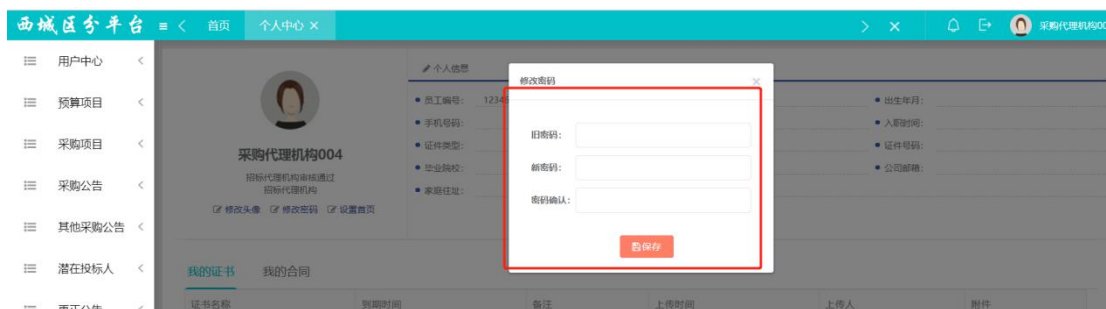 西城区分平台 首页 个人中心 采购代理机构00
用户中心
预算项目
采购项目
采购公告
其他采购公告
潜在投标人
更正公告
采购代理机构004
招标代理机构审核通过
招标代理机构
修改头像 修改密码 设置首页
个人信息
员工编号: 12345
手机号码:
证件类型:
毕业院校:
家庭住址:
出生年月:
入职时间:
证件号码:
公司邮箱:
修改密码
旧密码:
新密码:
密码确认:
保存
我的证书 我的合同
证书名称 到期时间 备注 上传时间 上传人 附件